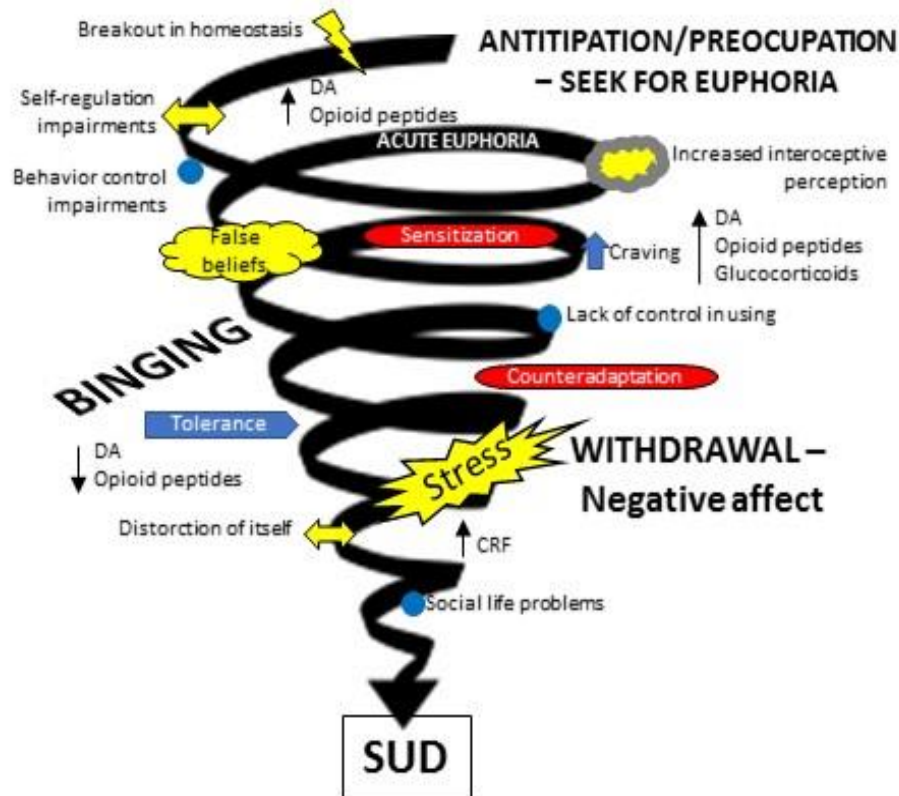 Breakout in homeostasis
ANTITIPATION/PREOCUPATION
– SEEK FOR EUPHORIA
Self-regulation
impairments
DA
Opioid peptides
ACUTE EUPHORIA
Increased interoceptive
perception
Behavior control
impairments
False
beliefs
Sensitization
Craving
DA
Opioid peptides
Glucocorticoids
Lack of control in using
BINGING
Counteradaptation
Tolerance
DA
Opioid peptides
Stress
WITHDRAWAL –
Negative affect
Distorction of itself
CRF
Social life problems
SUD